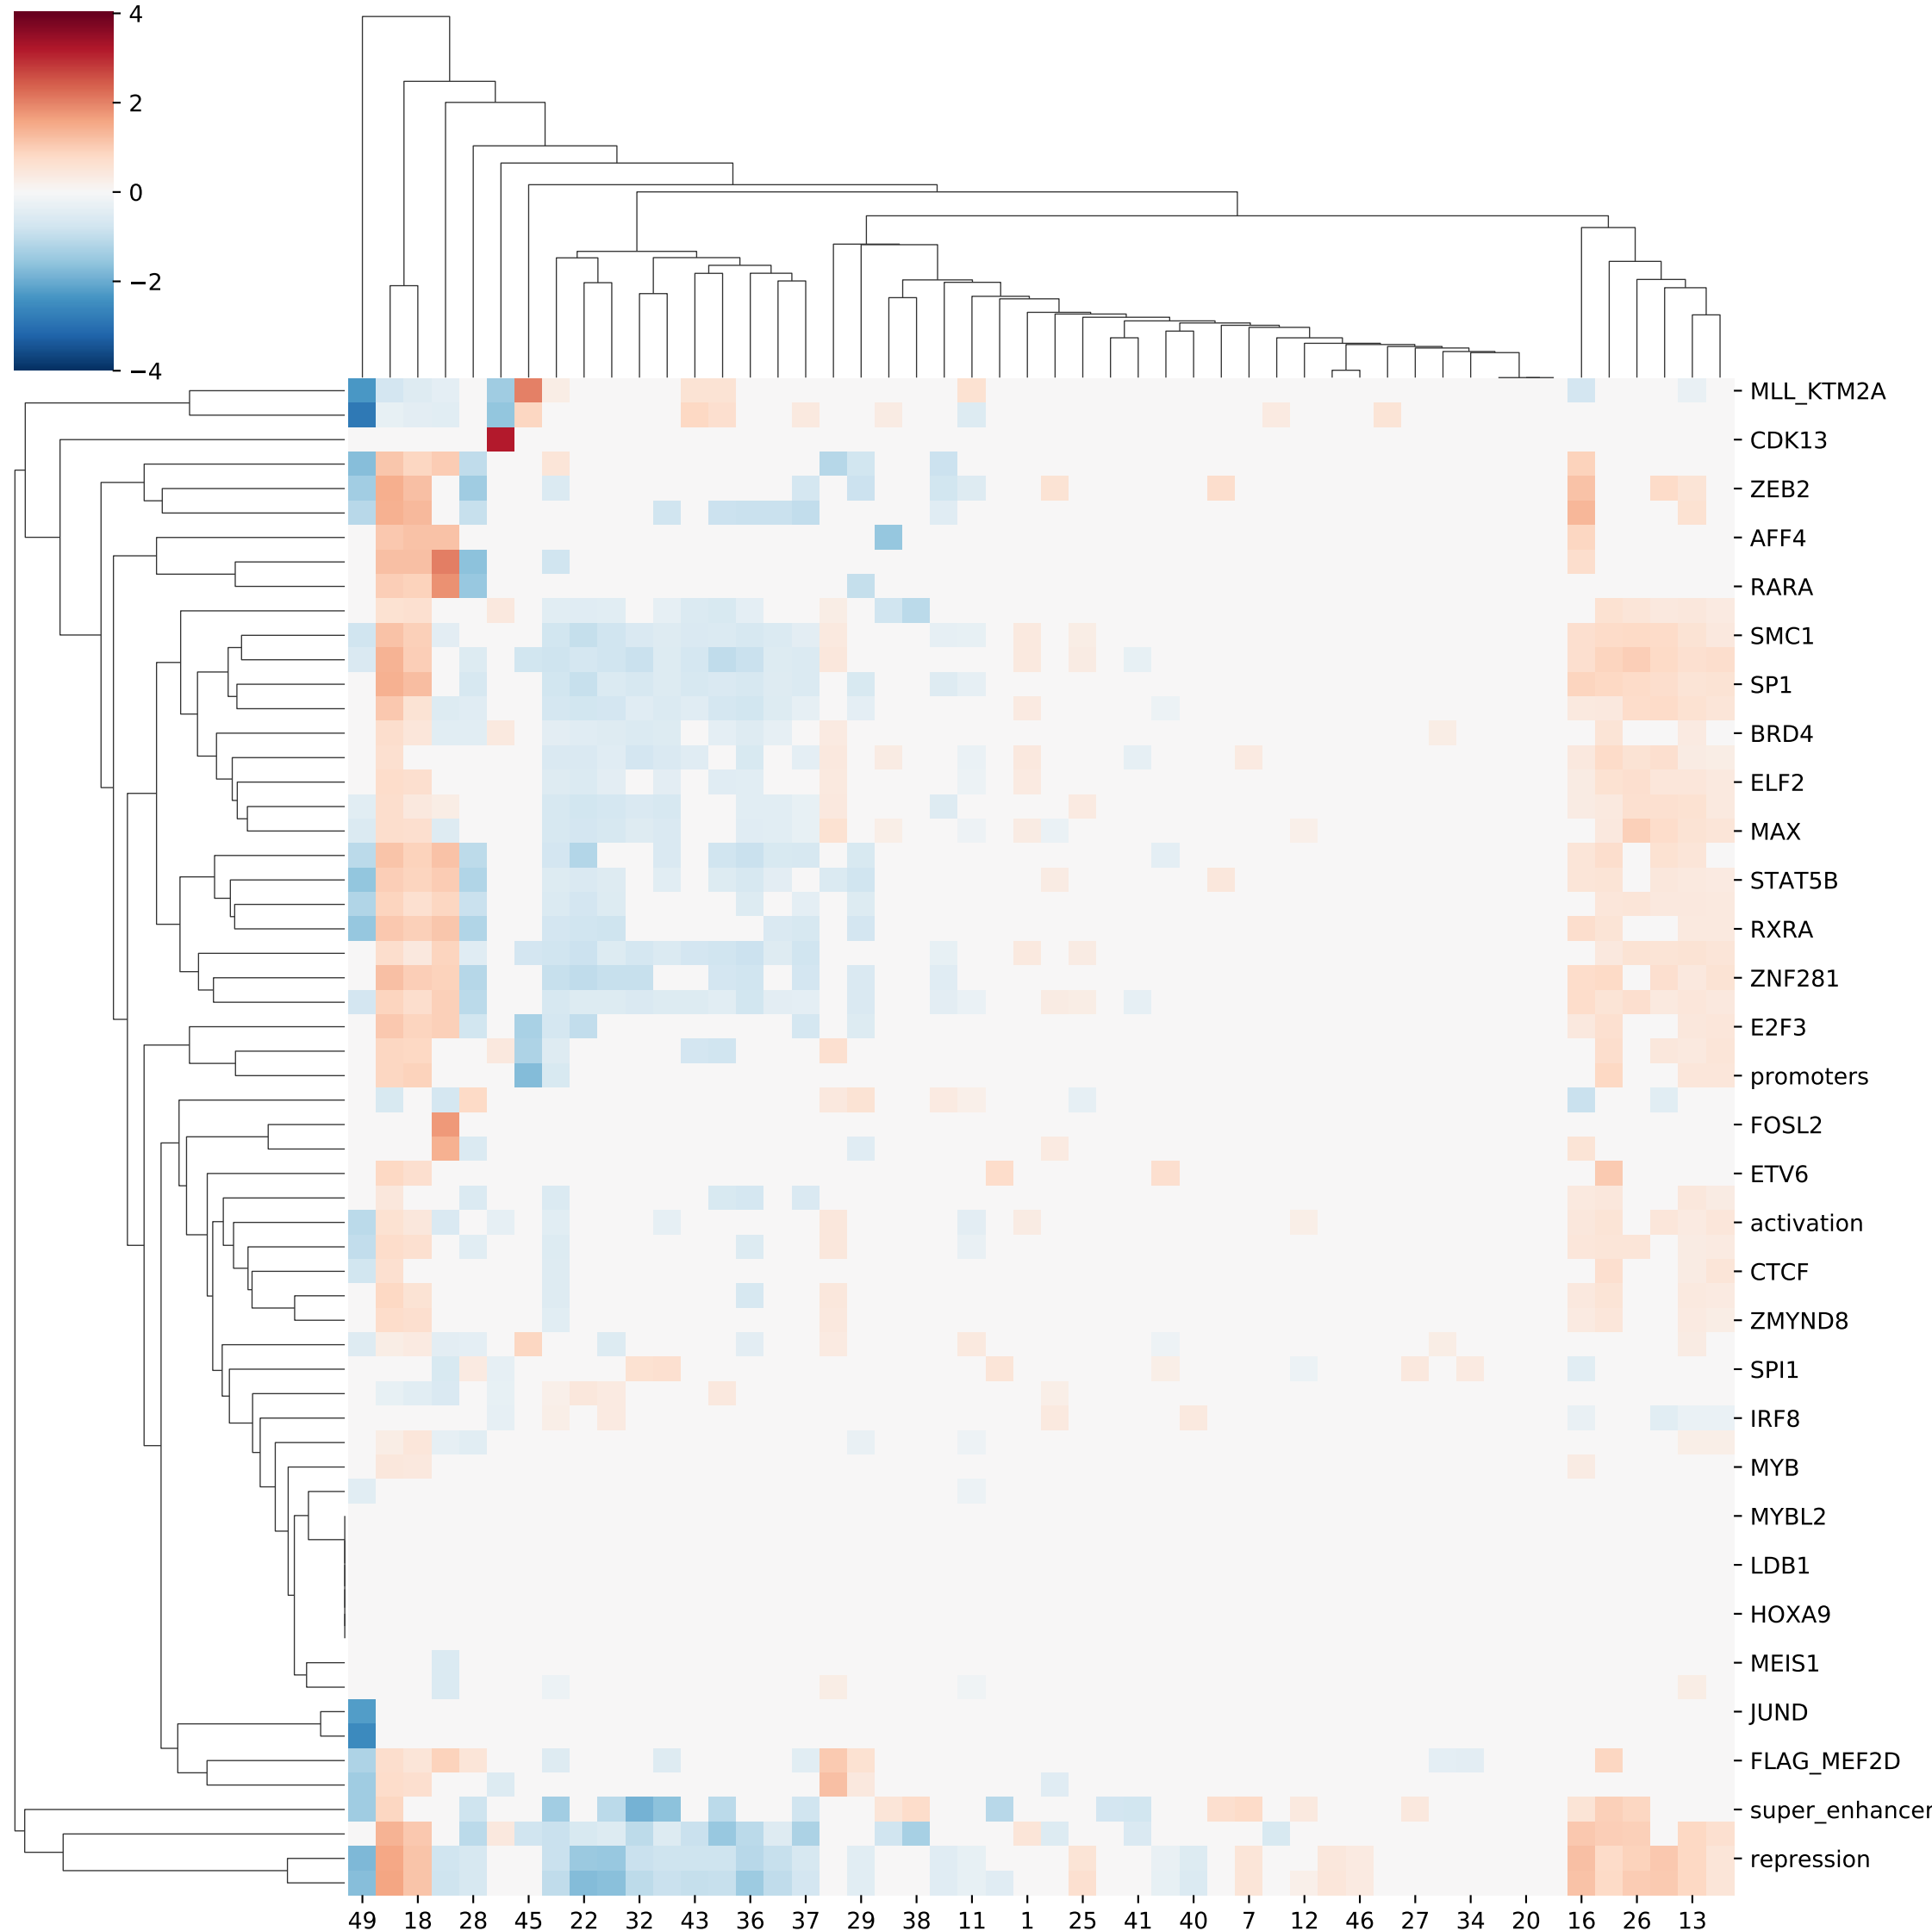 4
2
0
−2
−4
MLL_KTM2A
CDK13
ZEB2
AFF4
RARA
SMC1
SP1
BRD4
ELF2
MAX
STAT5B
RXRA
ZNF281
E2F3
promoters
FOSL2
ETV6
activation
CTCF
ZMYND8
SPI1
IRF8
MYB
MYBL2
LDB1
HOXA9
MEIS1
JUND
FLAG_MEF2D
super_enhancer
repression
49 18 28 45 22 32 43 36 37 29 38 11 1 25 41 40 7 12 46 27 34 20 16 26 13